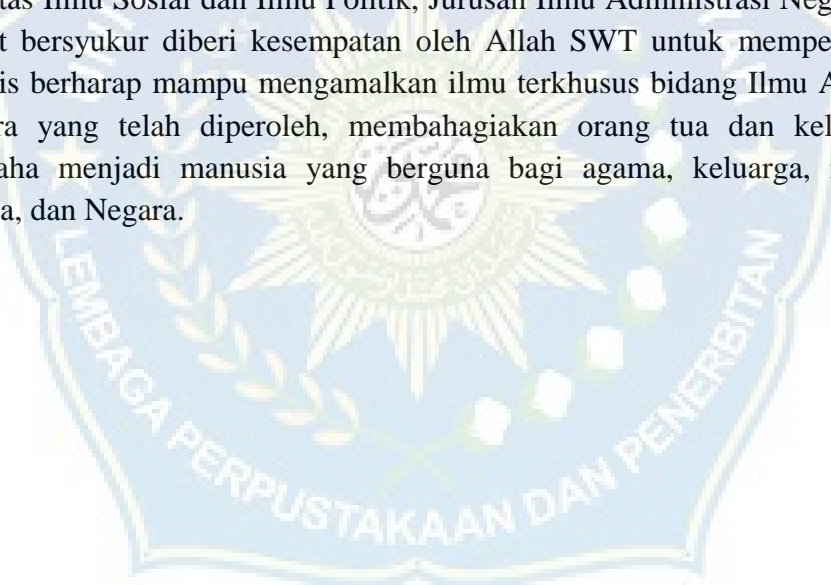 tas Ilmu Sosial dan Ilmu Politik, Jurusan Ilmu Administrasi Neg
t bersyukur diberi kesempatan oleh Allah SWT untuk mempe
is berharap mampu mengamalkan ilmu terkhusus bidang Ilmu A
ra yang telah diperoleh, membahagiakan orang tua dan kel
aha menjadi manusia yang berguna bagi agama, keluarga,
a, dan Negara.
LEMBAGA PERPUSTAKAAN DAN PENERBITAN